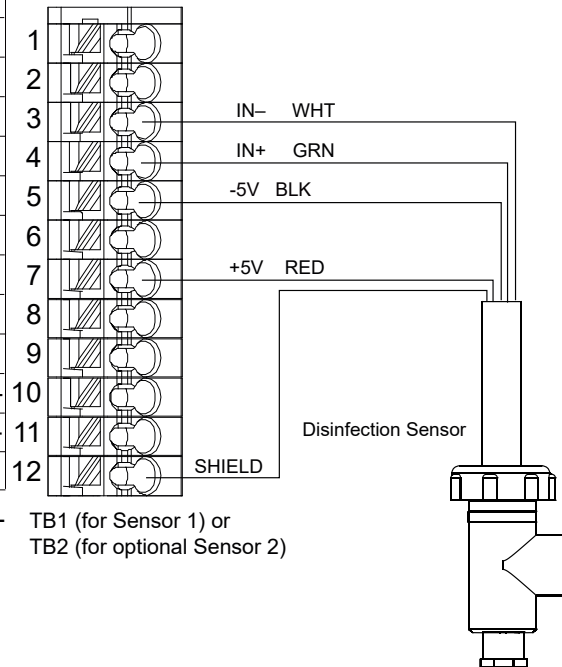 1
2
3 IN– WHT
4 IN+ GRN
5 -5V BLK
6
7 +5V RED
8
9
10
11 Disinfection Sensor
12 SHIELD
TB1 (for Sensor 1) or
TB2 (for optional Sensor 2)